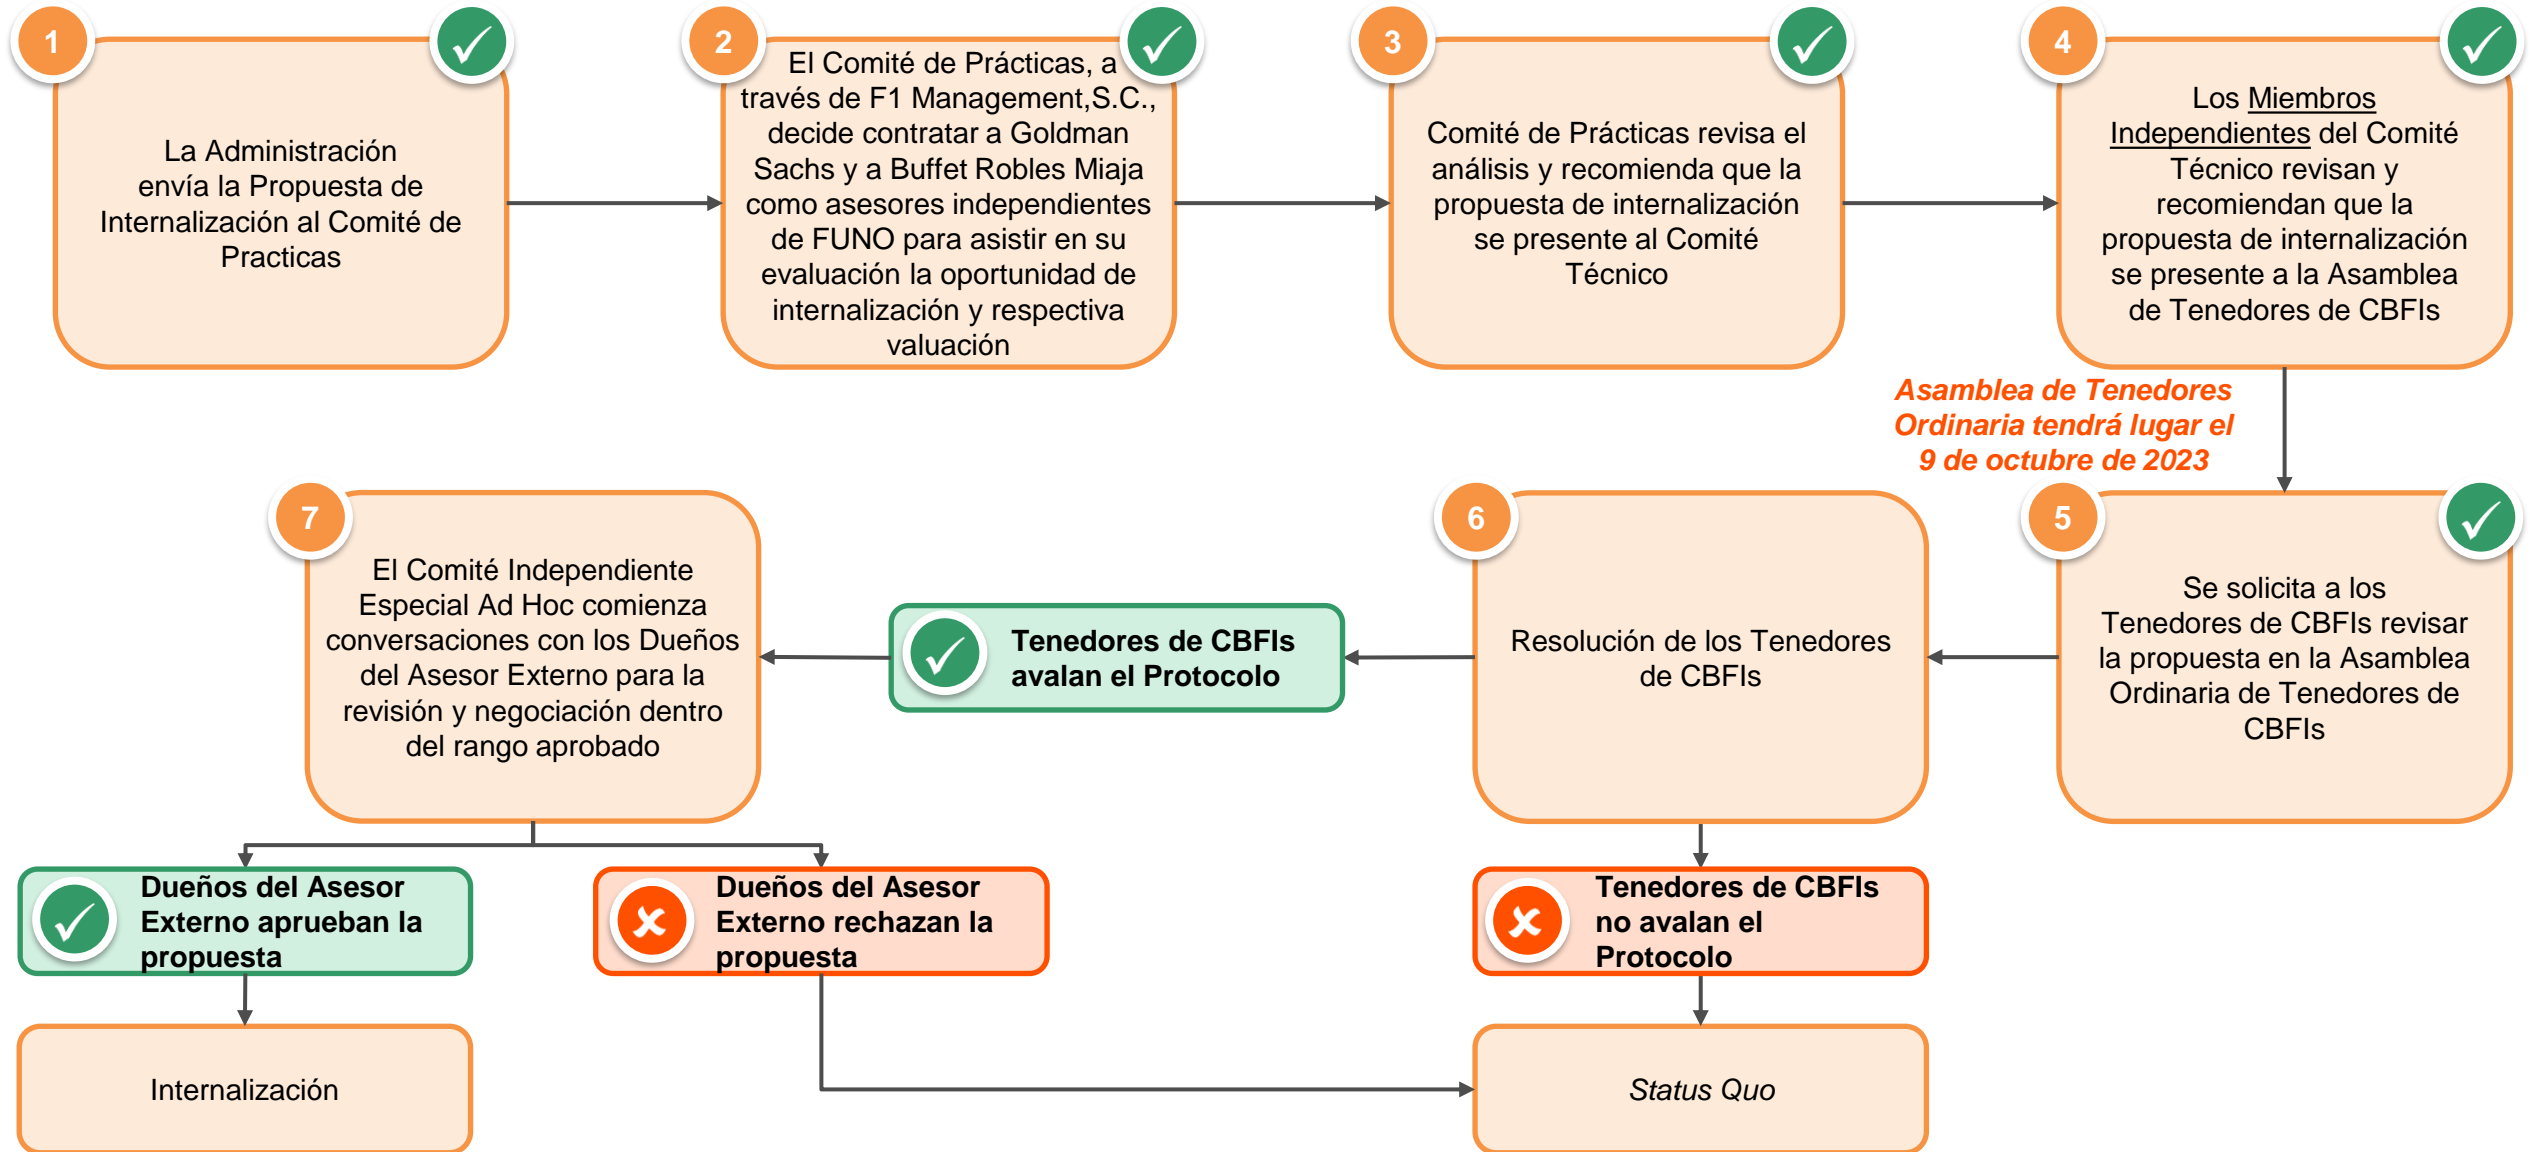 1
La Administración
envía la Propuesta de
Internalización al Comité de
Practicas
2
El Comité de Prácticas, a
través de F1 Management,S.C.,
decide contratar a Goldman
Sachs y a Buffet Robles Miaja
como asesores independientes
de FUNO para asistir en su
evaluación la oportunidad de
internalización y respectiva
valuación
3
Comité de Prácticas revisa el
análisis y recomienda que la
propuesta de internalización
se presente al Comité
Técnico
4
Los Miembros
Independientes del Comité
Técnico revisan y
recomiendan que la
propuesta de internalización
se presente a la Asamblea
de Tenedores de CBFIs
Asamblea de Tenedores
Ordinaria tendrá lugar el
9 de octubre de 2023
5
Se solicita a los
Tenedores de CBFIs revisar
la propuesta en la Asamblea
Ordinaria de Tenedores de
CBFIs
6
Resolución de los Tenedores
de CBFIs
Tenedores de CBFIs
avalan el Protocolo
7
El Comité Independiente
Especial Ad Hoc comienza
conversaciones con los Dueños
del Asesor Externo para la
revisión y negociación dentro
del rango aprobado
Dueños del Asesor
Externo aprueban la
propuesta
Dueños del Asesor
Externo rechazan la
propuesta
Tenedores de CBFIs
no avalan el
Protocolo
Internalización
Status Quo